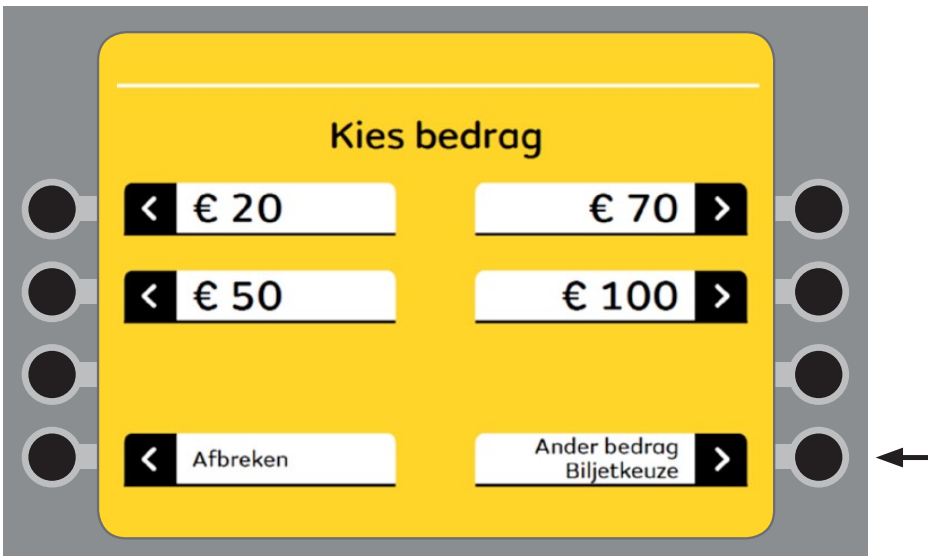 Kies bedrag
€ 20
€ 70
€ 50
€ 100
Afbreken
Ander bedrag
Biljetkeuze